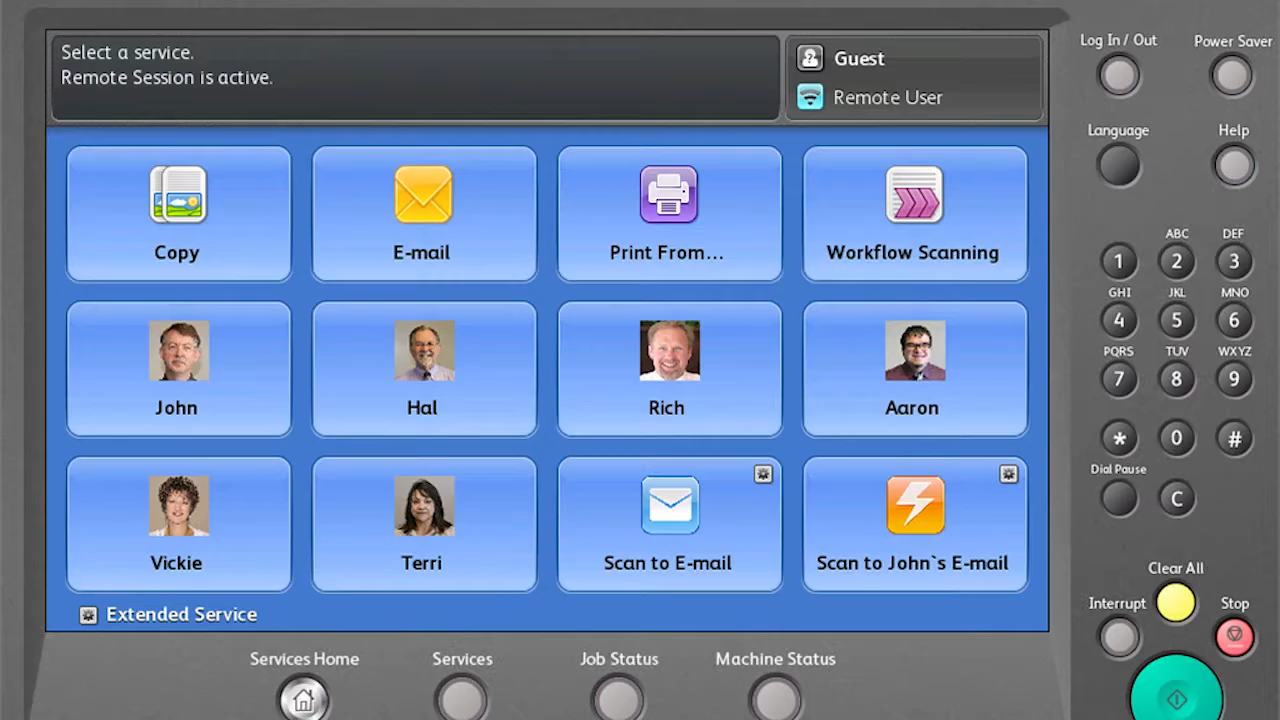 Select a service.
Remote Session is active.
Guest
Remote User
Copy
E-mail
Print From...
Workflow Scanning
John
Hal
Rich
Aaron
Vickie
Terri
Scan to E-mail
Scan to John`s E-mail
Extended Service
Services Home
Services
Job Status
Machine Status
Log In / Out
Power Saver
Language
Help
ABC
DEF
1
2
3
GHI
JKL
MNO
4
5
6
PQRS
TUV
WXYZ
7
8
9
*
0
#
Dial Pause
C
Clear All
Interrupt
Stop